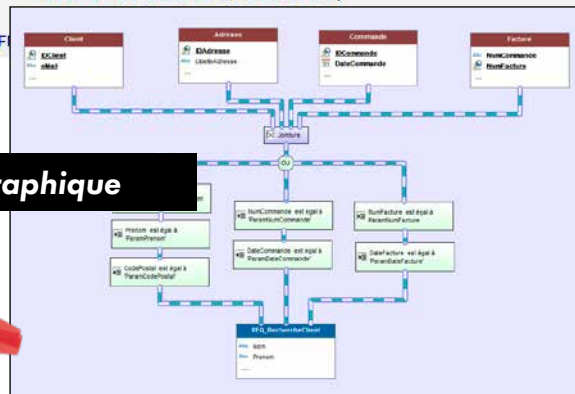 Client
Adresse
Commande
Facture
IDClient
eMail
...
IDAdresse
LibelleAdresse
...
IDCommande
DateCommande
...
NumCommande
NumFacture
...
Jointure
OU
raphique
Prenom est égal à
'ParamPrenom'
CodePostal est égal à
'ParamCodePostal'
NumCommande est égal à
'ParamNumCommande'
DateCommande est égal à
'ParamDateCommande'
NumFacture est égal à
'ParamNumFacture
DateFacture est égal à
'ParamDateFacture'
REQ_RechercheClient
Nom
Prenom
....